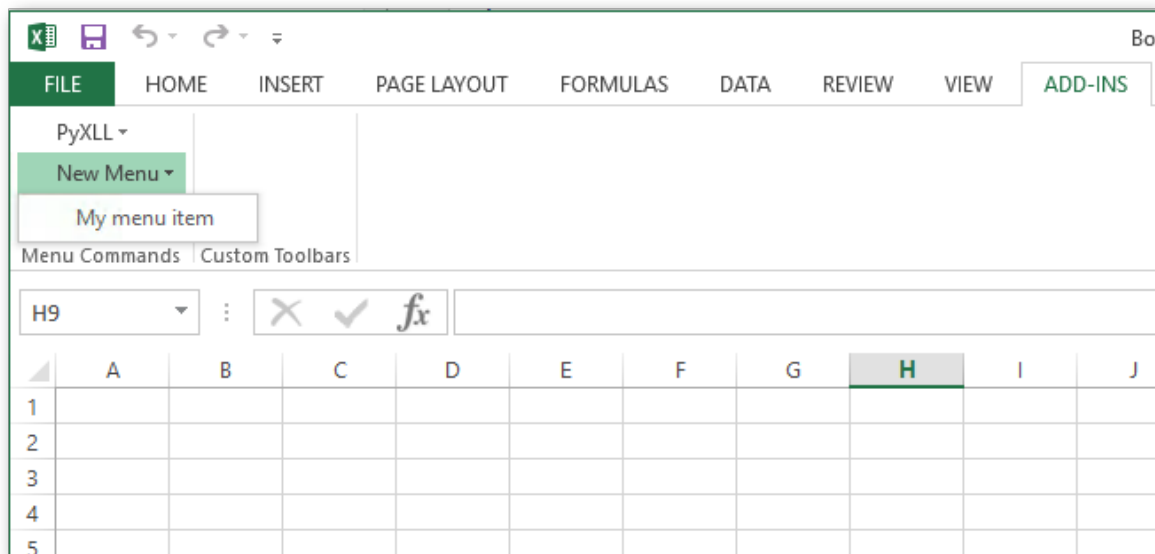 Bo
FILE HOME INSERT PAGE LAYOUT FORMULAS DATA REVIEW VIEW ADD-INS
PyXLL
New Menu
My menu item
Menu Commands Custom Toolbars
H9 fx
A B C D E F G H I J
1
2
3
4
5